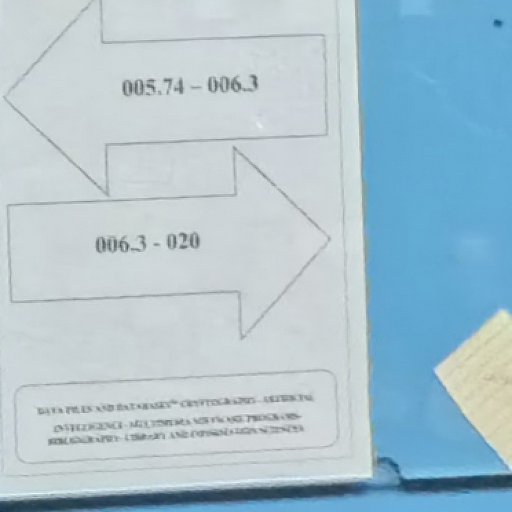 005.74 – 006.3
006.3 - 020
DATA FILES AND DATABASES - CRYPTOGRAPHY - ARTIFICIAL
INTELLIGENCE - MULTIMEDIA SOFTWARE PROGRAMS-
BIBLIOGRAPHY- LIBRARY AND INFORMATION SCIENCES